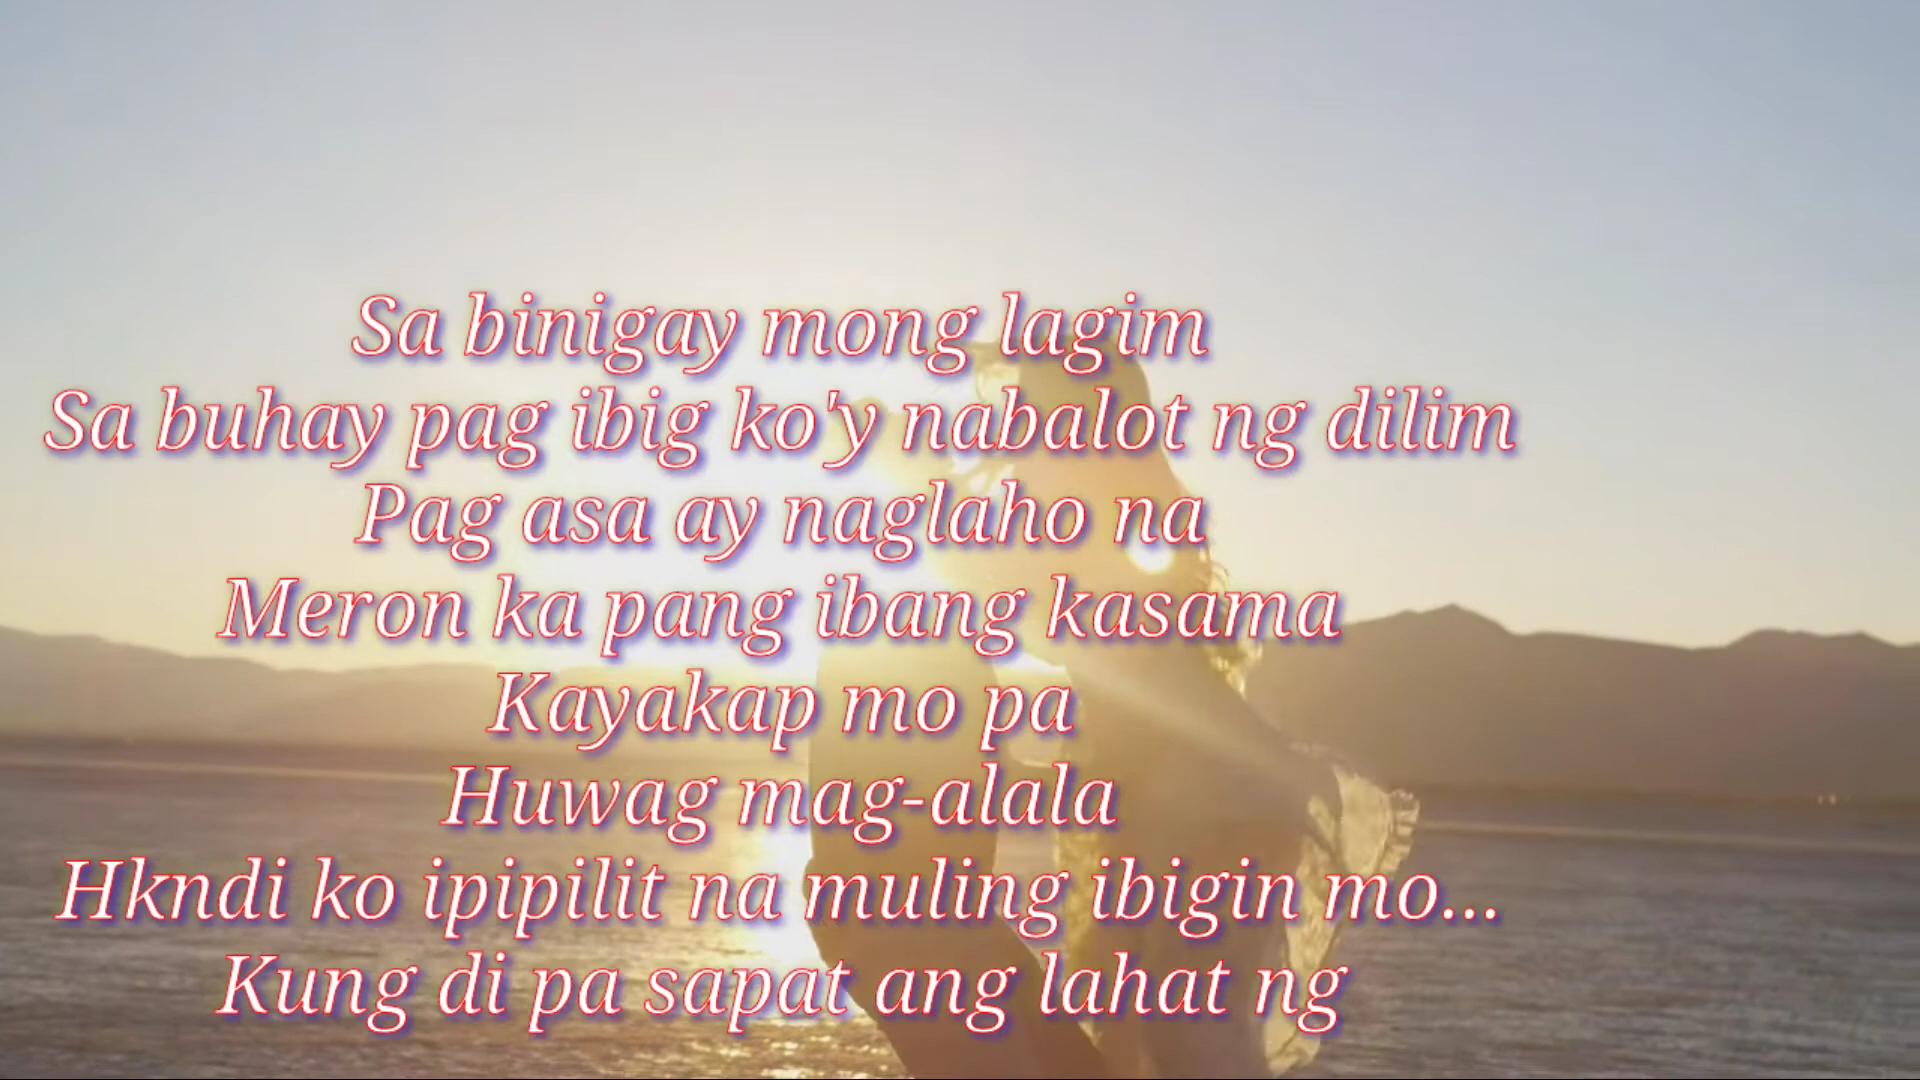 Sa binigay mong lagim
Sa buhay pag ibig ko'y nabalot ng dilim
Pag asa ay naglaho na
Meron ka pang ibang kasama
Kayakap mo pa
Huwag mag-alala
Hkndi ko ipipilit na muling ibigin mo...
Kung di pa sapat ang lahat ng